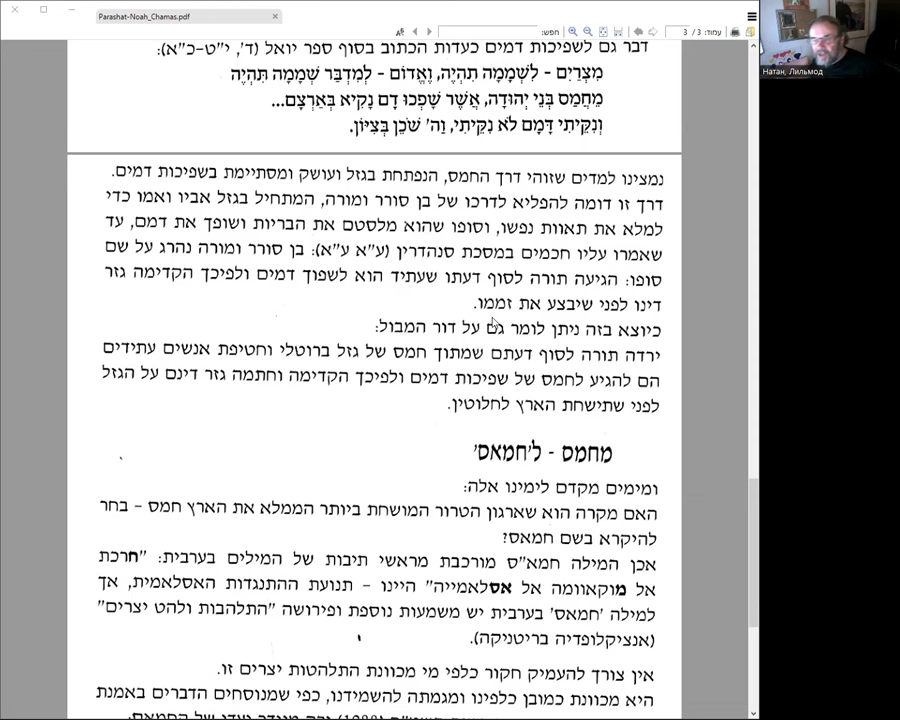 Parashat-Noah_Chamas.pdf
חפש:
עמוד: 3 / 3
Натан, Лильмод
דבר גם לשפיכות דמים כעדות הכתוב בסוף ספר יואל (ד', י"ט-כ"א):
מִצְרַיִם - לִשְׁמָמָה תִהְיֶה, וֶאֱדוֹם - לְמִדְבַּר שְׁמָמָה תִּהְיֶה
מֵחֲמַס בְּנֵי יְהוּדָה, אֲשֶׁר שָׁפְכוּ דָם נָקִיא בְּאַרְצָם...
וְנִקֵּיתִי דָּמָם לֹא נִקֵּיתִי, וַה' שֹׁכֵן בְּצִיּוֹן.
נמצינו למדים שזוהי דרך החמס, הנפתחת בגזל ועושק ומסתיימת בשפיכות דמים.
דרך זו דומה להפליא לדרכו של בן סורר ומורה, המתחיל בגזל אביו ואמו כדי
למלא את תאוות נפשו, וסופו שהוא מלסטם את הבריות ושופך את דמם, עד
שאמרו עליו חכמים במסכת סנהדרין (ע"א ע"א): בן סורר ומורה נהרג על שם
סופו: הגיעה תורה לסוף דעתו שעתיד הוא לשפוך דמים ולפיכך הקדימה גזר
דינו לפני שיבצע את זממו.
כיוצא בזה ניתן לומר גם על דור המבול:
ירדה תורה לסוף דעתם שמתוך חמס של גזל ברוטלי וחטיפת אנשים עתידים
הם להגיע לחמס של שפיכות דמים ולפיכך הקדימה וחתמה גזר דינם על הגזל
לפני שתישחת הארץ לחלוטין.
מחמס - ל'חמאס'
ומימים מקדם לימינו אלה:
האם מקרה הוא שארגון הטרור המושחת ביותר הממלא את הארץ חמס - בחר
להיקרא בשם חמאס?
אכן המילה חמא"ס מורכבת מראשי תיבות של המילים בערבית: "חרכת
אל מוקאוומה אל אסלאמייה" היינו - תנועת ההתנגדות האסלאמית, אך
למילה 'חמאס' בערבית יש משמעות נוספת ופירושה "התלהבות ולהט יצרים"
(אנציקלופדיה בריטניקה).
אין צורך להעמיק חקור כלפי מי מכוונת התלהטות יצרים זו.
היא מכוונת כמובן כלפינו ומגמתה להשמידנו, כפי שמנוסחים הדברים באמנת